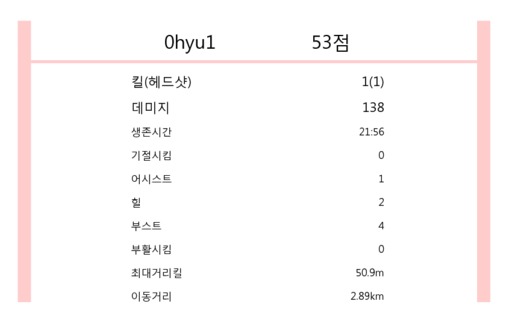 0hyu1 53점
킬(헤드샷) 1(1)
데미지 138
생존시간 21:56
기절시킴 0
어시스트 1
힐 2
부스트 4
부활시킴 0
최대거리킬 50.9m
이동거리 2.89km